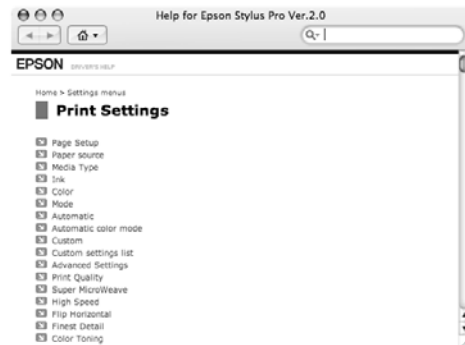 Help for Epson Stylus Pro Ver.2.0
EPSON DRIVER'S HELP
Home > Settings menus
Print Settings
Page Setup
Paper source
Media Type
Ink
Color
Mode
Automatic
Automatic color mode
Custom
Custom settings list
Advanced Settings
Print Quality
Super MicroWeave
High Speed
Flip Horizontal
Finest Detail
Color Toning